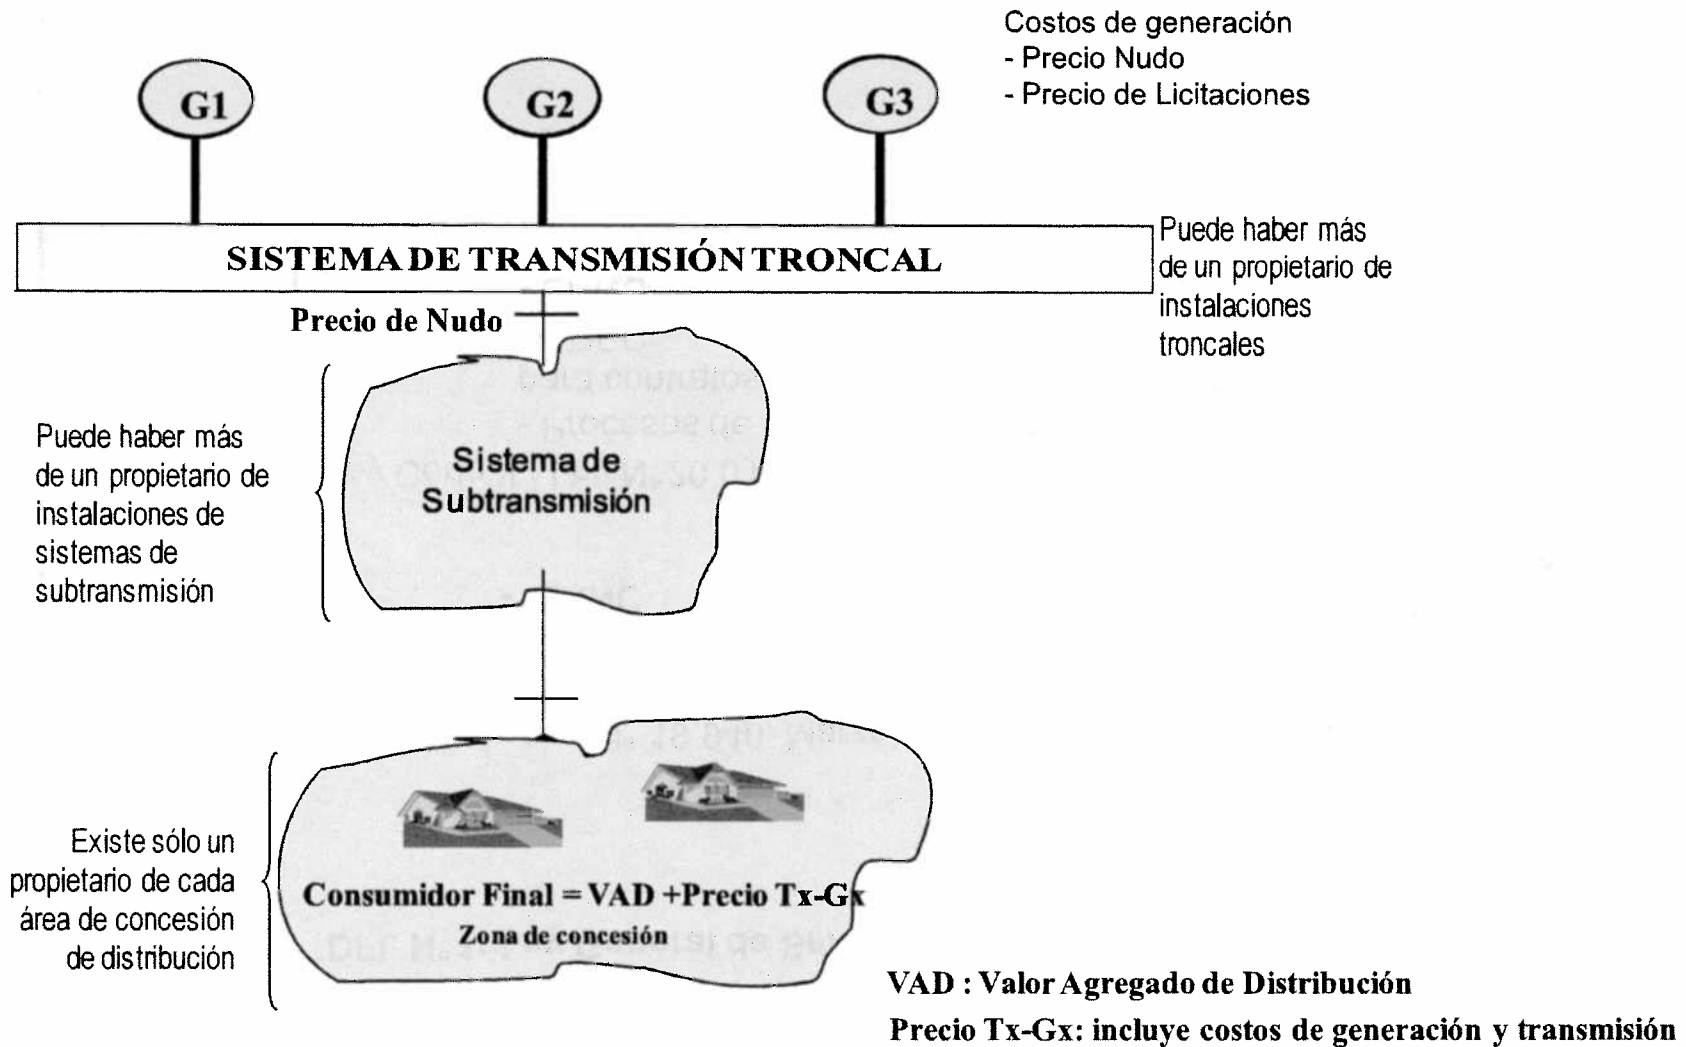 Costos de generación
- Precio Nudo
- Precio de Licitaciones
G1
G2
G3
SISTEMA DE TRANSMISIÓN TRONCAL
Puede haber más
de un propietario de
instalaciones
troncales
Precio de Nudo
Puede haber más
de un propietario de
instalaciones de
sistemas de
subtransmisión
Sistema de
Subtransmisión
Existe sólo un
propietario de cada
área de concesión
de distribución
Consumidor Final = VAD +Precio Tx-Gx
Zona de concesión
VAD : Valor Agregado de Distribución
Precio Tx-Gx: incluye costos de generación y transmisión